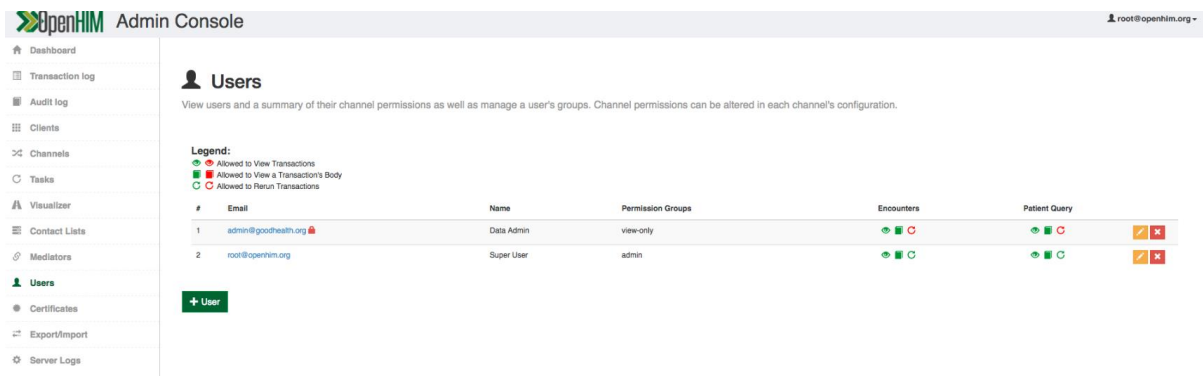 OpenHIM Admin Console
root@openhim.org
Dashboard
Transaction log
Audit log
Clients
Channels
Tasks
Visualizer
Contact Lists
Mediators
Users
Certificates
Export/Import
Server Logs
Users
View users and a summary of their channel permissions as well as manage a user's groups. Channel permissions can be altered in each channel's configuration.
Legend:
Allowed to View Transactions
Allowed to View a Transaction's Body
Allowed to Rerun Transactions
# Email Name Permission Groups Encounters Patient Query
1 admin@goodhealth.org Data Admin view-only
2 root@openhim.org Super User admin
+ User